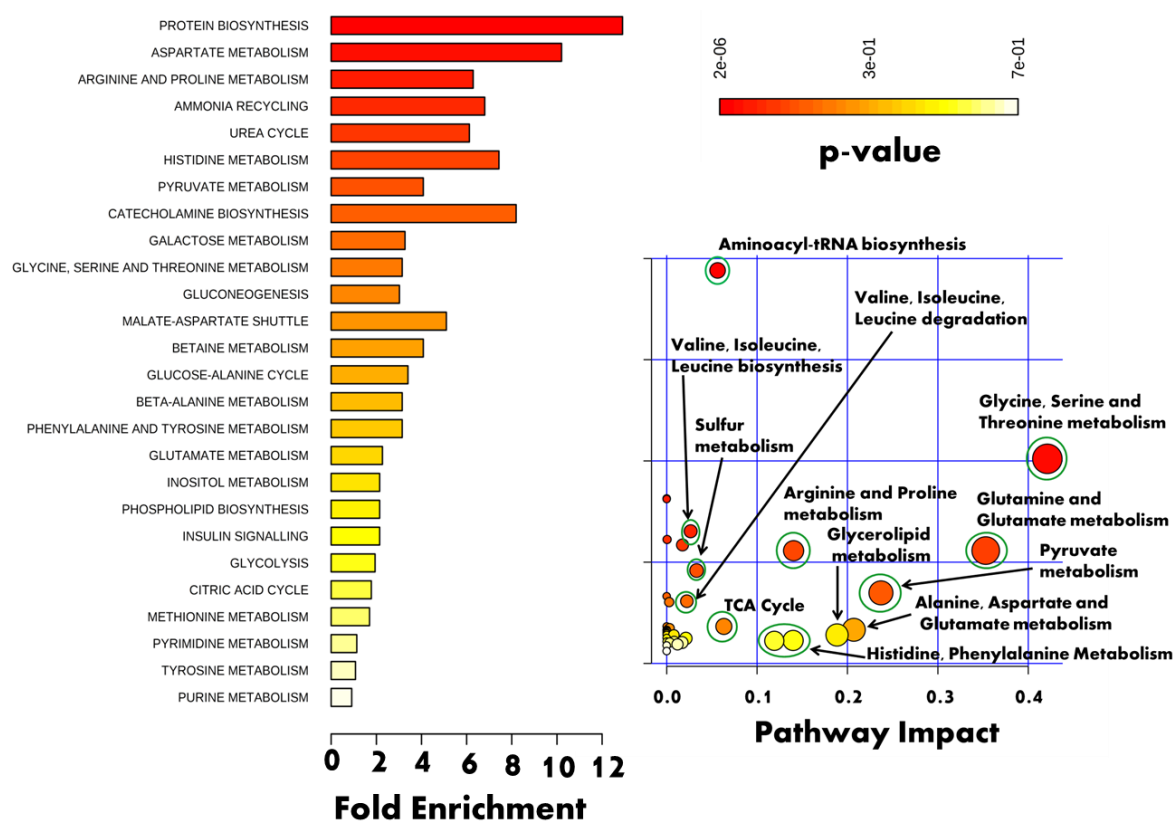 PROTEIN BIOSYNTHESIS
ASPARTATE METABOLISM
ARGININE AND PROLINE METABOLISM
AMMONIA RECYCLING
UREA CYCLE
HISTIDINE METABOLISM
PYRUVATE METABOLISM
CATECHOLAMINE BIOSYNTHESIS
GALACTOSE METABOLISM
GLYCINE, SERINE AND THREONINE METABOLISM
GLUCONEOGENESIS
MALATE-ASPARTATE SHUTTLE
BETAINE METABOLISM
GLUCOSE-ALANINE CYCLE
BETA-ALANINE METABOLISM
PHENYLALANINE AND TYROSINE METABOLISM
GLUTAMATE METABOLISM
INOSITOL METABOLISM
PHOSPHOLIPID BIOSYNTHESIS
INSULIN SIGNALLING
GLYCOLYSIS
CITRIC ACID CYCLE
METHIONINE METABOLISM
PYRIMIDINE METABOLISM
TYROSINE METABOLISM
PURINE METABOLISM
0 2 4 6 8 10 12
Fold Enrichment
2e-06 3e-01 7e-01
p-value
Aminoacyl-tRNA biosynthesis
Valine, Isoleucine,
Leucine degradation
Valine, Isoleucine,
Leucine biosynthesis
Sulfur
metabolism
Glycine, Serine and
Threonine metabolism
Arginine and Proline
metabolism
Glutamine and
Glutamate metabolism
Glycerolipid
metabolism
Pyruvate
metabolism
TCA Cycle
Alanine, Aspartate and
Glutamate metabolism
Histidine, Phenylalanine Metabolism
0.0 0.1 0.2 0.3 0.4
Pathway Impact